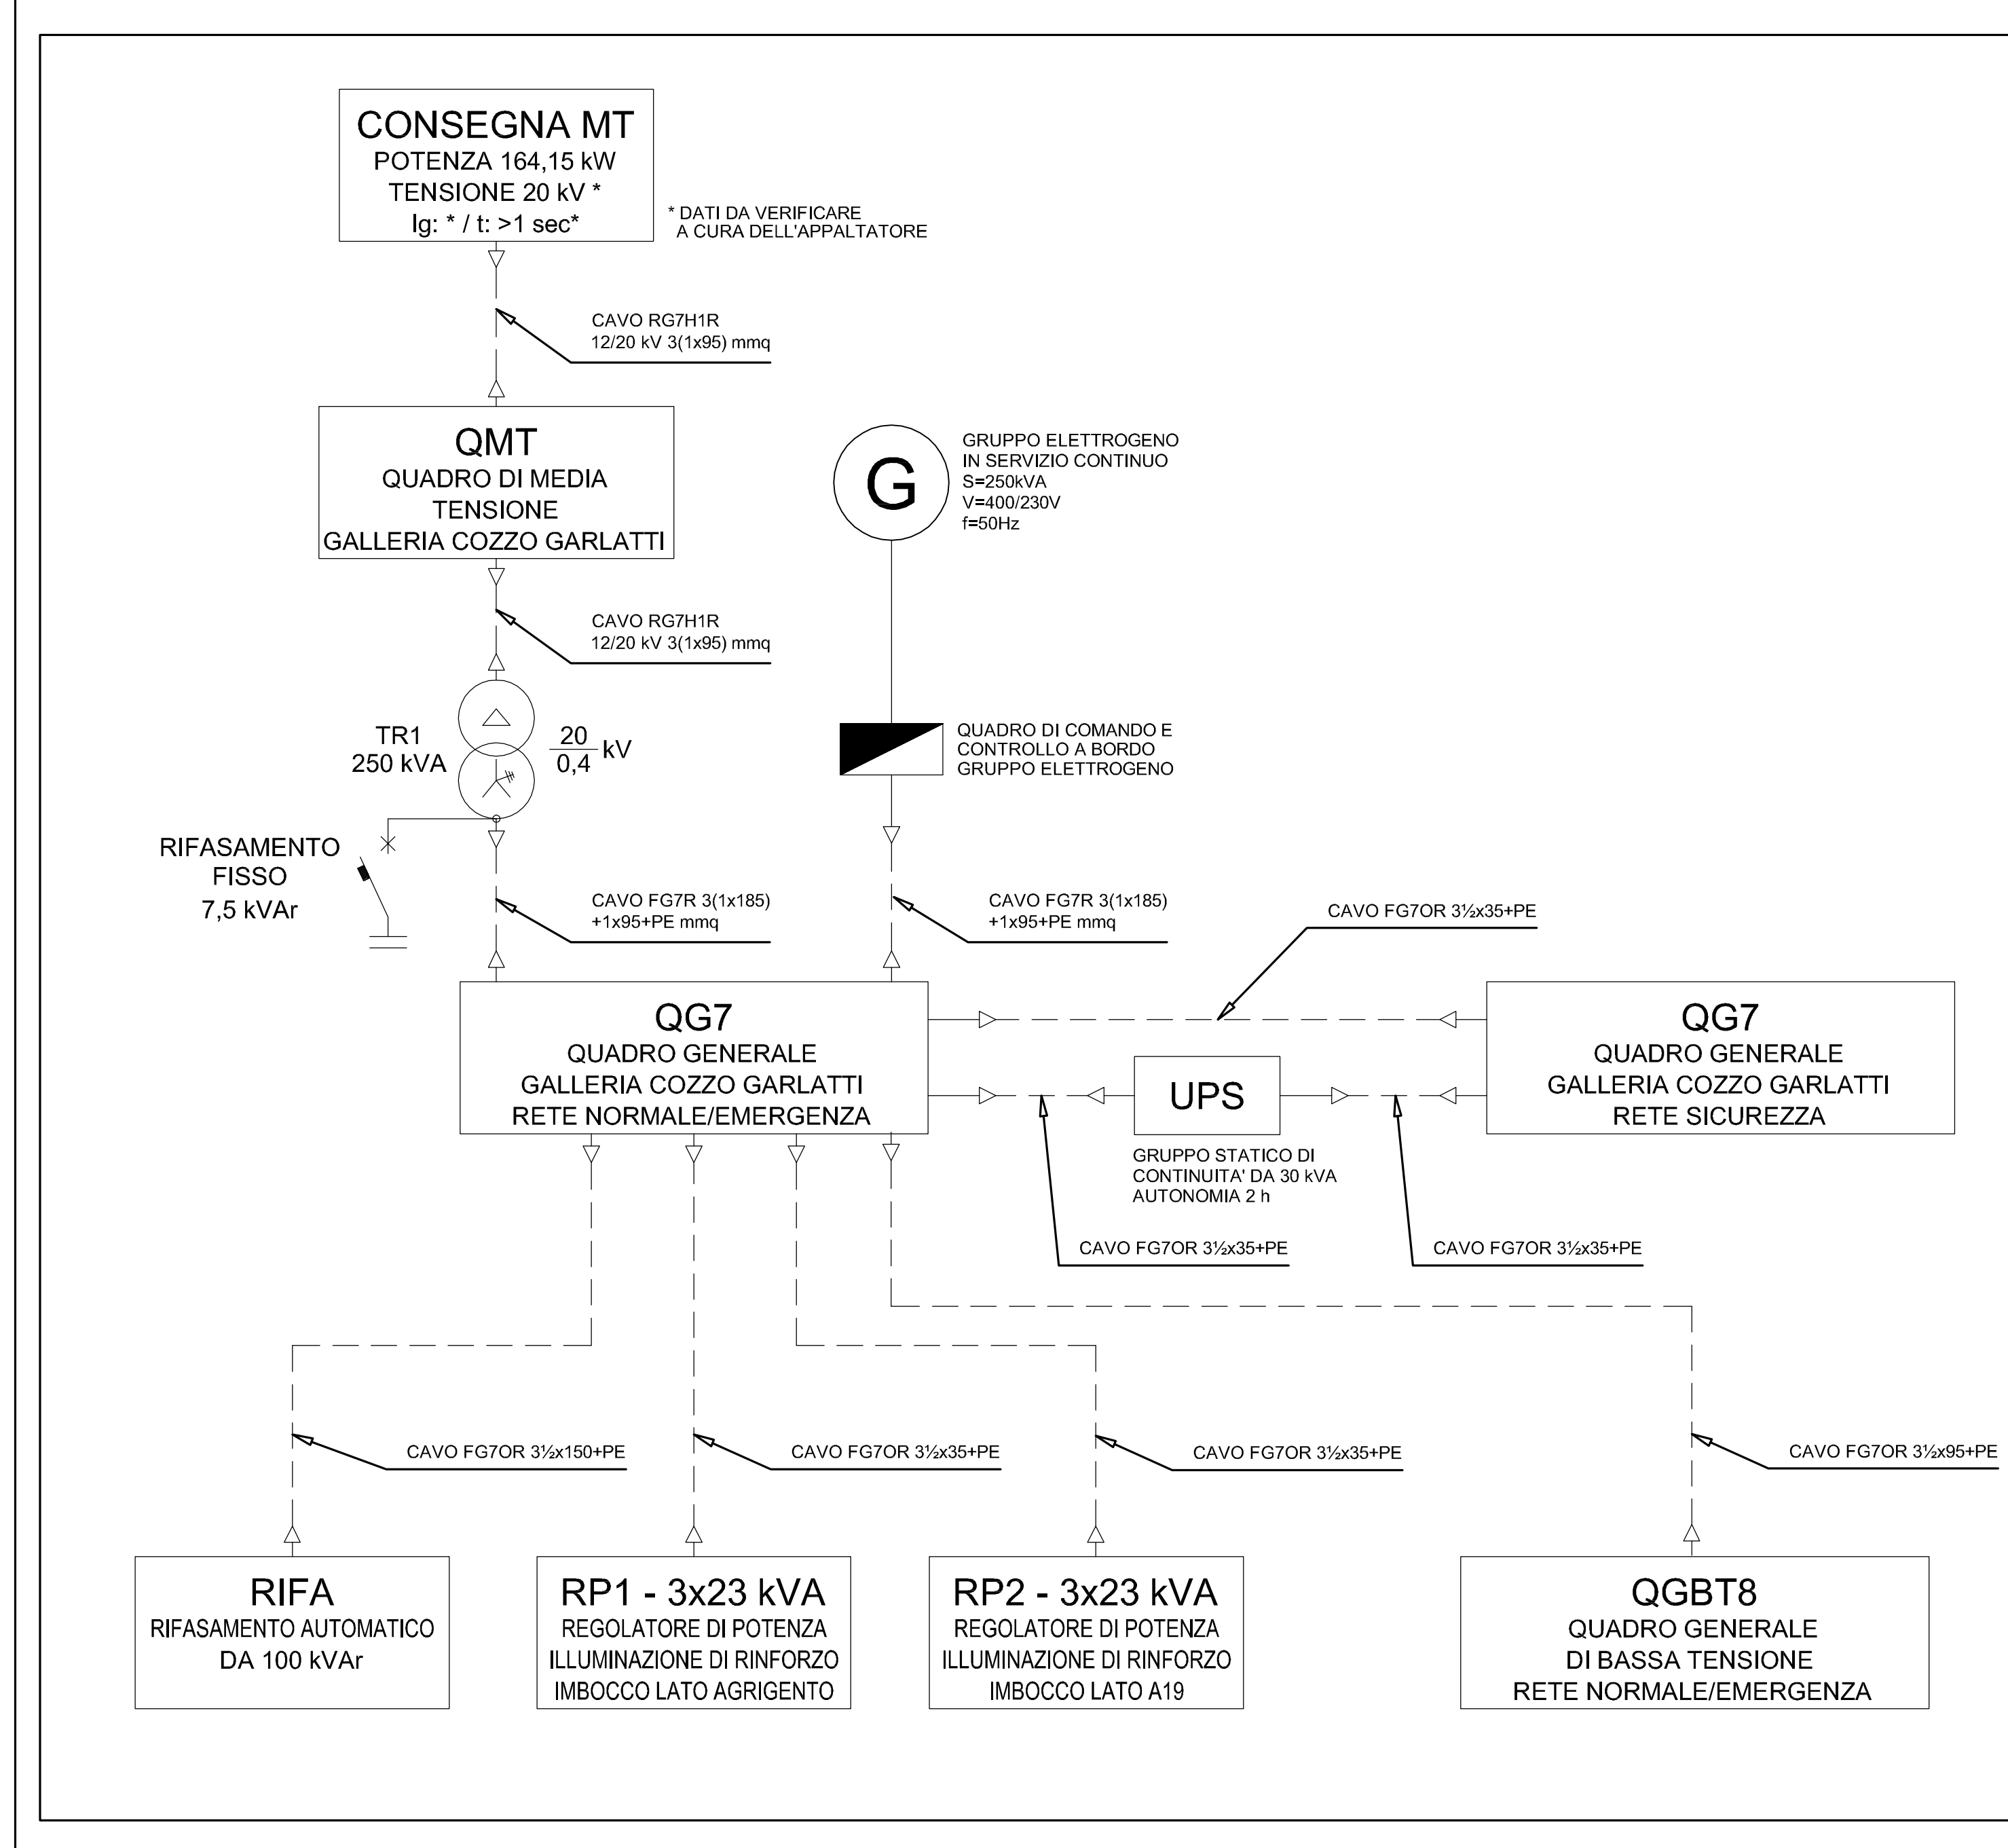 CONSEGNA MT
POTENZA 164,15 kW
TENSIONE 20 kV *
Ig: * / t: >1 sec*
* DATI DA VERIFICARE
A CURA DELL'APPALTATORE
CAVO RG7H1R
12/20 kV 3(1x95) mmq
QMT
QUADRO DI MEDIA
TENSIONE
GALLERIA COZZO GARLATTI
G
GRUPPO ELETTROGENO
IN SERVIZIO CONTINUO
S=250kVA
V=400/230V
f=50Hz
CAVO RG7H1R
12/20 kV 3(1x95) mmq
TR1
250 kVA
20
0,4
kV
QUADRO DI COMANDO E
CONTROLLO A BORDO
GRUPPO ELETTROGENO
RIFASAMENTO
FISSO
7,5 kVAr
CAVO FG7R 3(1x185)
+1x95+PE mmq
CAVO FG7R 3(1x185)
+1x95+PE mmq
CAVO FG7OR 3½x35+PE
QG7
QUADRO GENERALE
GALLERIA COZZO GARLATTI
RETE NORMALE/EMERGENZA
UPS
GRUPPO STATICO DI
CONTINUITA' DA 30 kVA
AUTONOMIA 2 h
QG7
QUADRO GENERALE
GALLERIA COZZO GARLATTI
RETE SICUREZZA
CAVO FG7OR 3½x35+PE
CAVO FG7OR 3½x35+PE
CAVO FG7OR 3½x150+PE
CAVO FG7OR 3½x35+PE
CAVO FG7OR 3½x35+PE
CAVO FG7OR 3½x95+PE
RIFA
RIFASAMENTO AUTOMATICO
DA 100 kVAr
RP1 - 3x23 kVA
REGOLATORE DI POTENZA
ILLUMINAZIONE DI RINFORZO
IMBOCCO LATO AGRIGENTO
RP2 - 3x23 kVA
REGOLATORE DI POTENZA
ILLUMINAZIONE DI RINFORZO
IMBOCCO LATO A19
QGBT8
QUADRO GENERALE
DI BASSA TENSIONE
RETE NORMALE/EMERGENZA